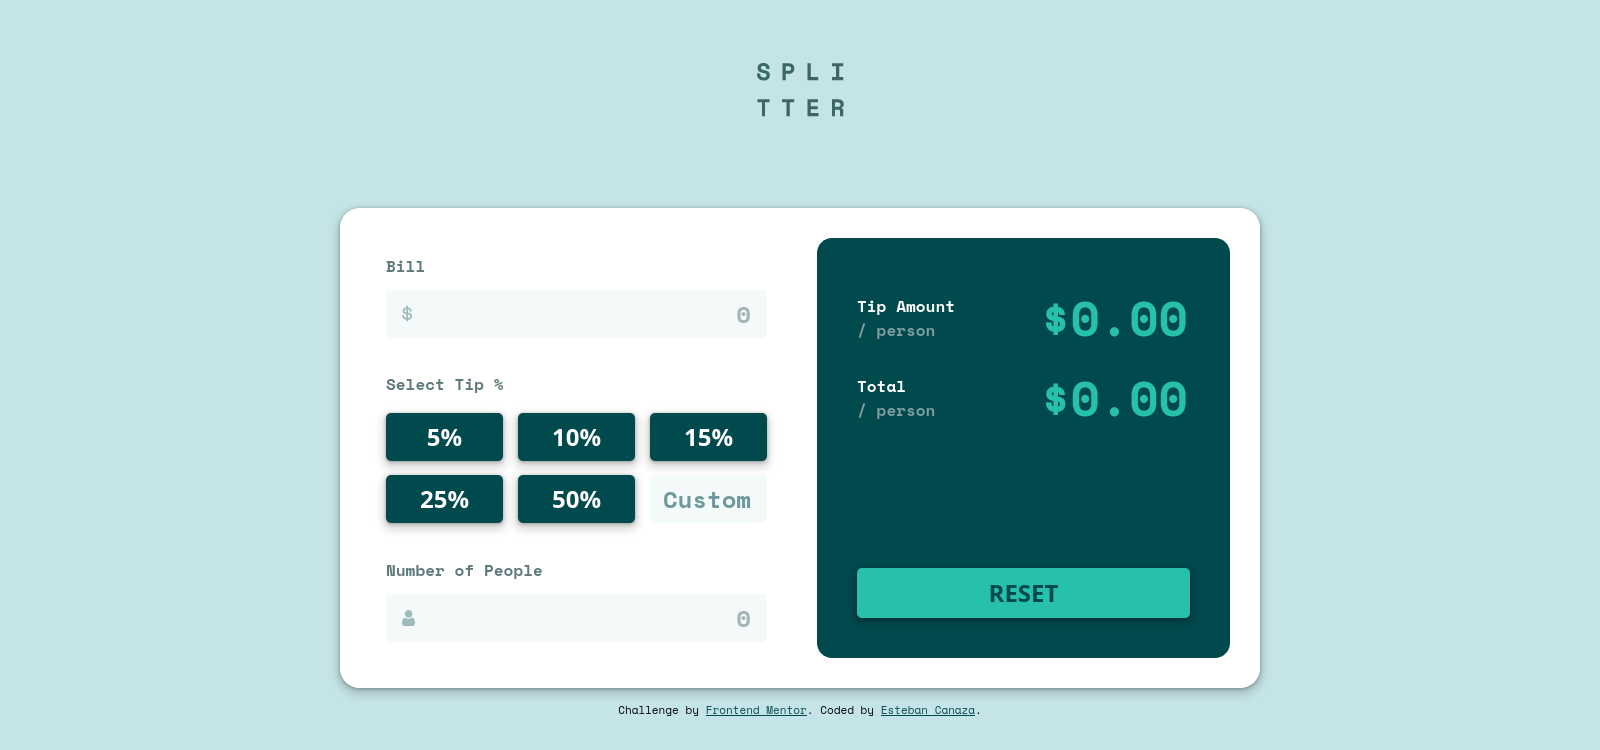 SPLI
TTER
Bill
$ 0
Select Tip %
5% 10% 15%
25% 50% Custom
Number of People
0
Tip Amount
/ person
$0.00
Total
/ person
$0.00
RESET
Challenge by Frontend Mentor. Coded by Esteban Canaza.